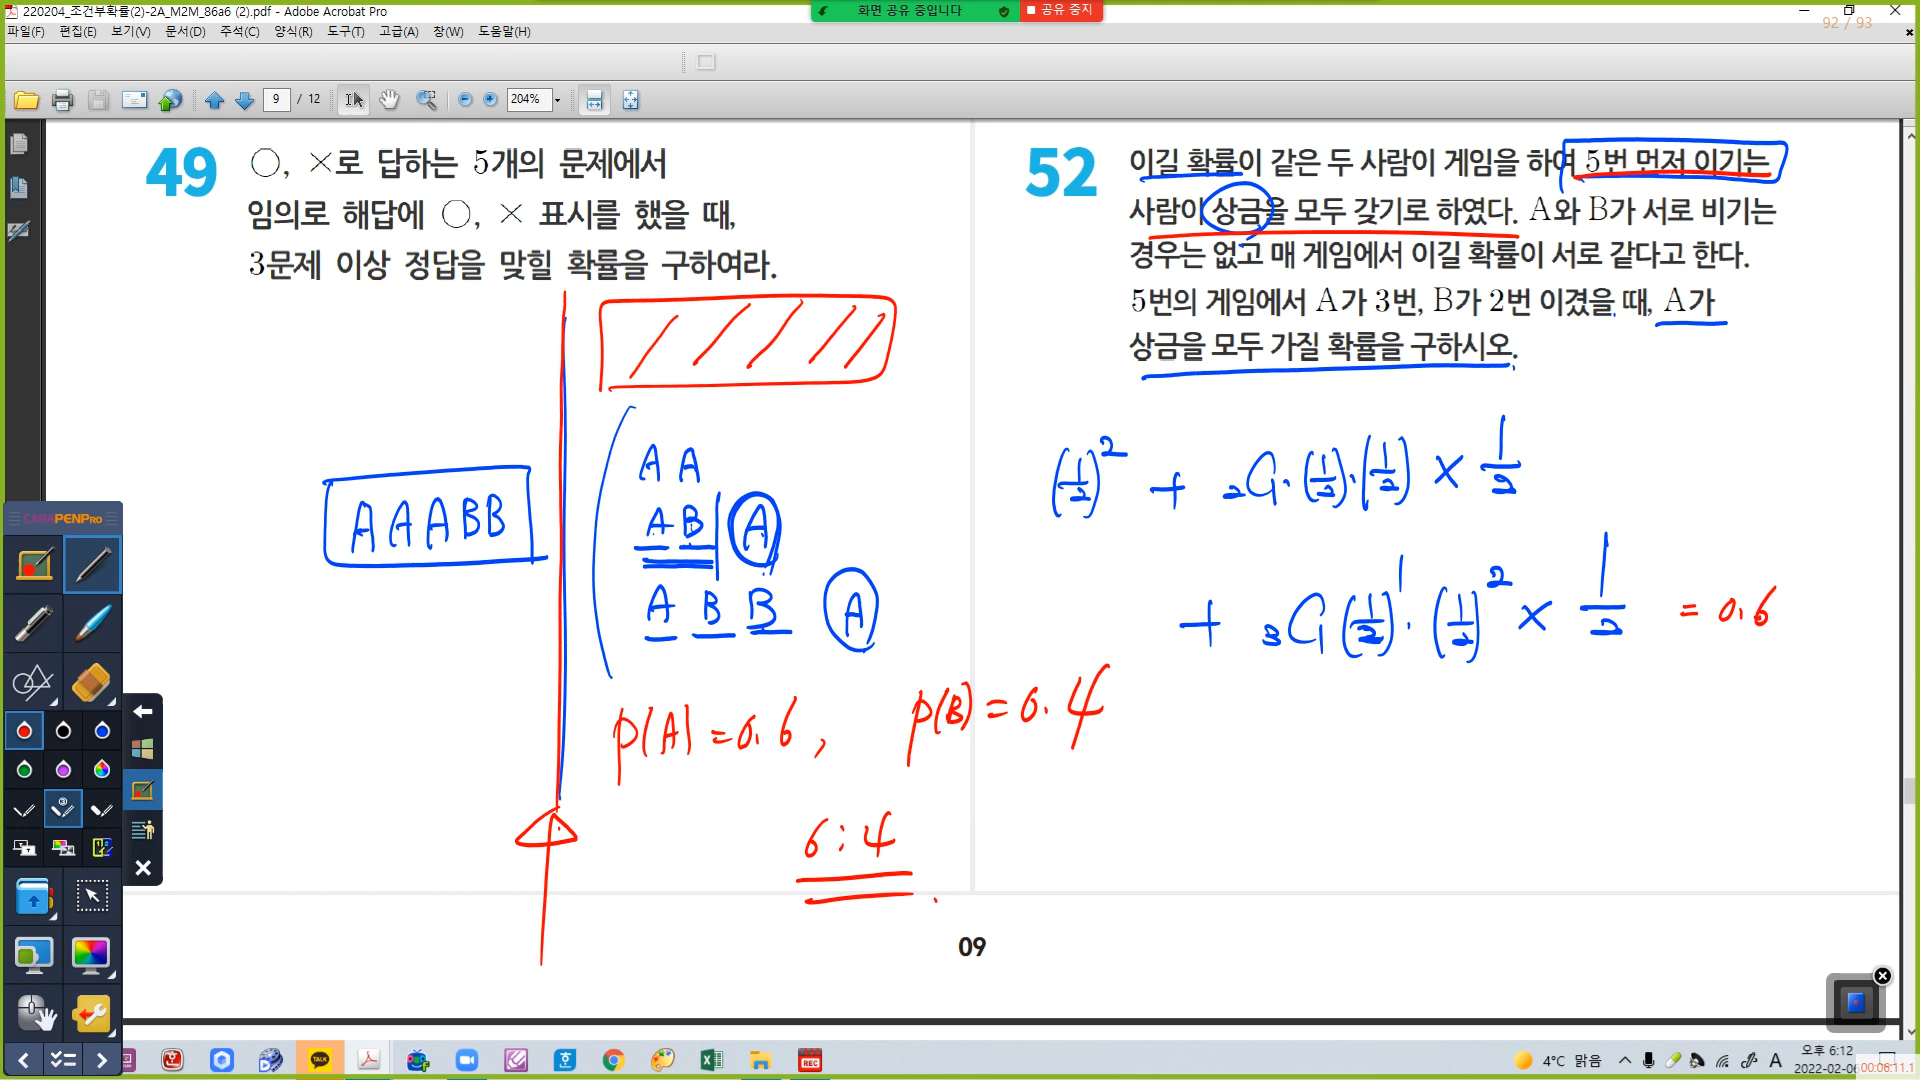 220204_조건부확률(2)-2A_M2M_86a6 (2).pdf - Adobe Acrobat Pro
화면 공유 중입니다
공유 중지
92 / 93
파일(F) 편집(E) 보기(V) 문서(D) 주석(C) 양식(R) 도구(T) 고급(A) 창(W) 도움말(H)
9 / 12
204%
49
○, ×로 답하는 5개의 문제에서
임의로 해답에 ○, × 표시를 했을 때,
3문제 이상 정답을 맞힐 확률을 구하여라.
A A A B B
A A
A B | A
A B B A
P(A) = 0.6, P(B) = 0.4
6 : 4
52
이길 확률이 같은 두 사람이 게임을 하여 5번 먼저 이기는
사람이 상금을 모두 갖기로 하였다. A와 B가 서로 비기는
경우는 없고 매 게임에서 이길 확률이 서로 같다고 한다.
5번의 게임에서 A가 3번, B가 2번 이겼을 때, A가
상금을 모두 가질 확률을 구하시오.
(1/2)² + ₂C₁·(1/2)·(1/2) × 1/2
+ ₃C₁(1/2)¹·(1/2)² × 1/2 = 0.6
09
PENPRO
TALK
REC
4°C 맑음
A
오후 6:12
2022-02-06
00:06:11.1